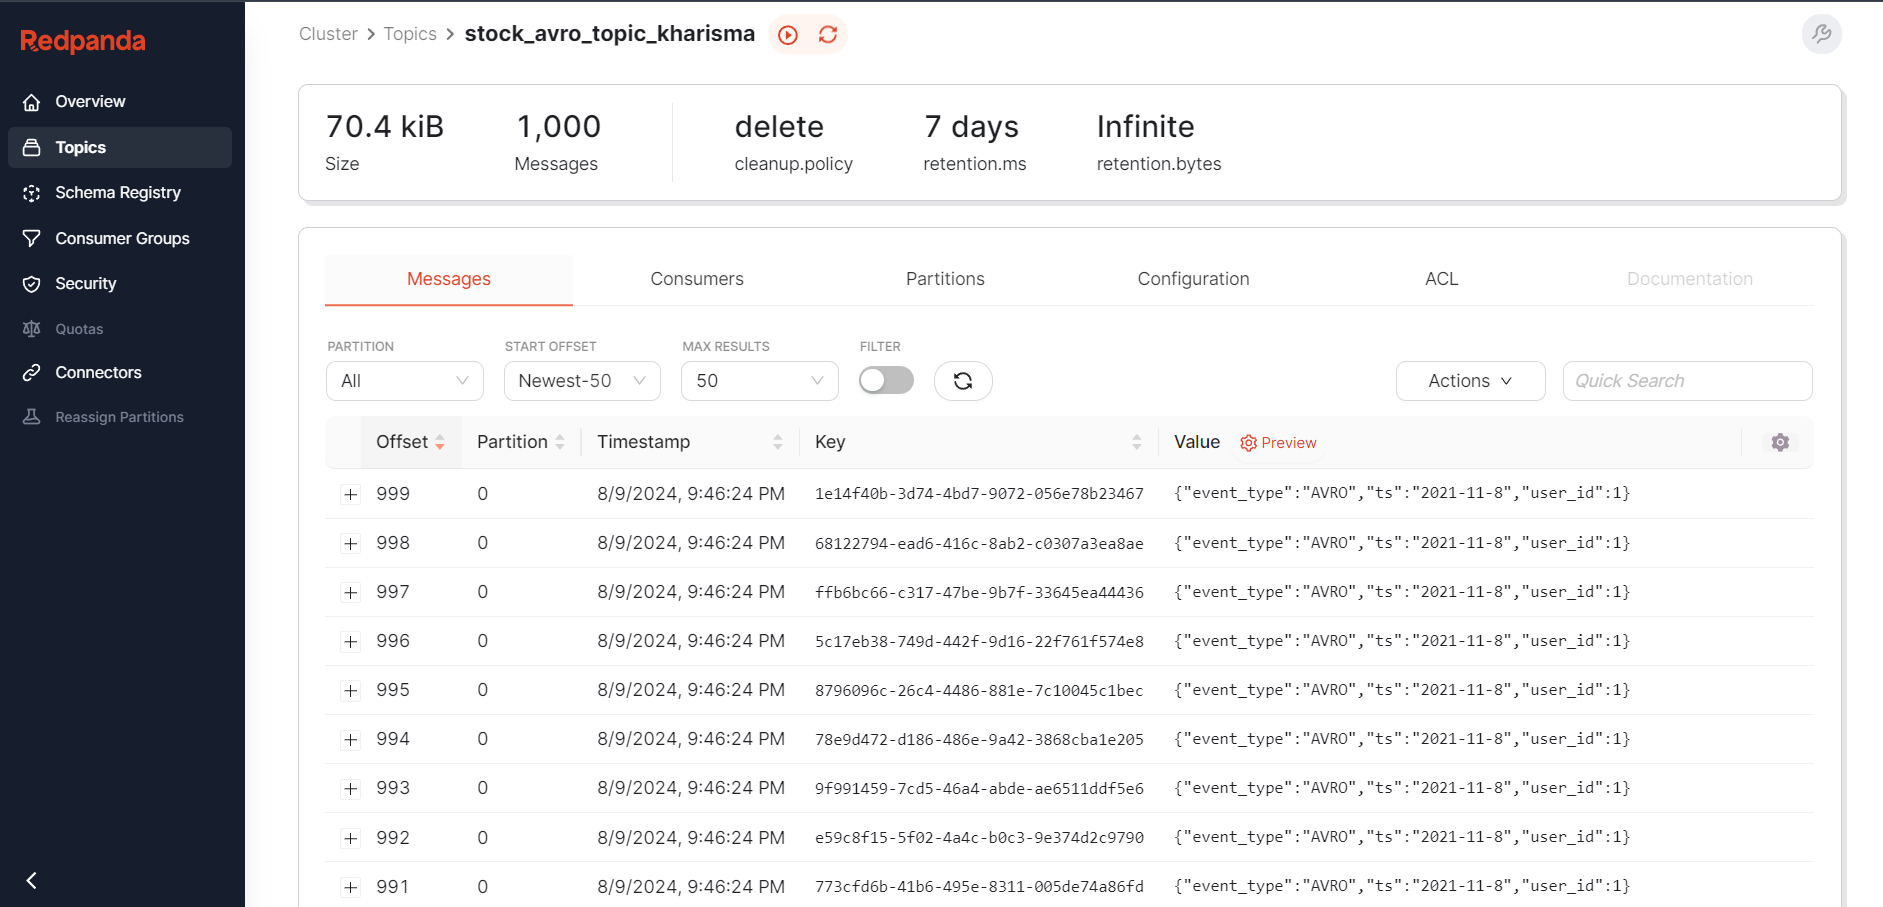 Redpanda
Overview
Topics
Schema Registry
Consumer Groups
Security
Quotas
Connectors
Reassign Partitions
Cluster > Topics > stock_avro_topic_kharisma
70.4 kiB 1,000 delete 7 days Infinite
Size Messages cleanup.policy retention.ms retention.bytes
Messages Consumers Partitions Configuration ACL Documentation
PARTITION START OFFSET MAX RESULTS FILTER
All Newest-50 50 Actions Quick Search
Offset Partition Timestamp Key Value Preview
999 0 8/9/2024, 9:46:24 PM 1e14f40b-3d74-4bd7-9072-056e78b23467 {"event_type":"AVRO","ts":"2021-11-8","user_id":1}
998 0 8/9/2024, 9:46:24 PM 68122794-ead6-416c-8ab2-c0307a3ea8ae {"event_type":"AVRO","ts":"2021-11-8","user_id":1}
997 0 8/9/2024, 9:46:24 PM ffb6bc66-c317-47be-9b7f-33645ea44436 {"event_type":"AVRO","ts":"2021-11-8","user_id":1}
996 0 8/9/2024, 9:46:24 PM 5c17eb38-749d-442f-9d16-22f761f574e8 {"event_type":"AVRO","ts":"2021-11-8","user_id":1}
995 0 8/9/2024, 9:46:24 PM 8796096c-26c4-4486-881e-7c10045c1bec {"event_type":"AVRO","ts":"2021-11-8","user_id":1}
994 0 8/9/2024, 9:46:24 PM 78e9d472-d186-486e-9a42-3868cba1e205 {"event_type":"AVRO","ts":"2021-11-8","user_id":1}
993 0 8/9/2024, 9:46:24 PM 9f991459-7cd5-46a4-abde-ae6511ddf5e6 {"event_type":"AVRO","ts":"2021-11-8","user_id":1}
992 0 8/9/2024, 9:46:24 PM e59c8f15-5f02-4a4c-b0c3-9e374d2c9790 {"event_type":"AVRO","ts":"2021-11-8","user_id":1}
991 0 8/9/2024, 9:46:24 PM 773cfd6b-41b6-495e-8311-005de74a86fd {"event_type":"AVRO","ts":"2021-11-8","user_id":1}